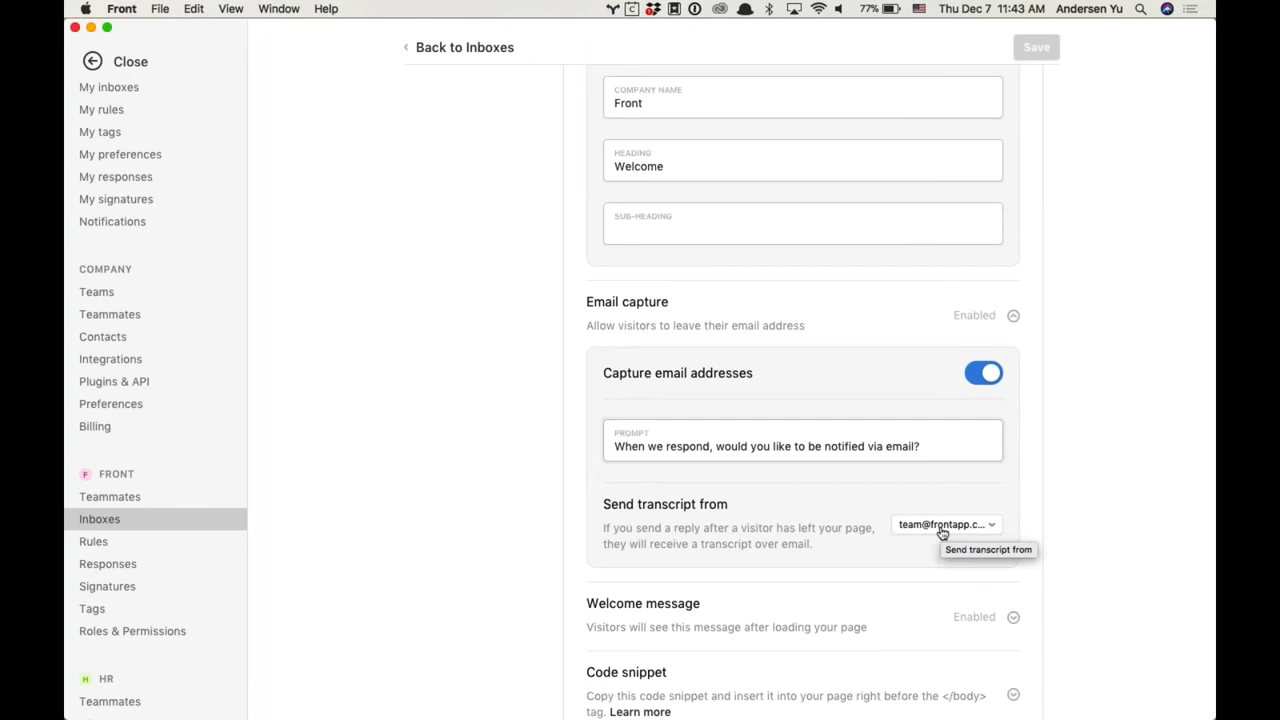 Front File Edit View Window Help
77% Thu Dec 7 11:43 AM Andersen Yu
Close
My inboxes
My rules
My tags
My preferences
My responses
My signatures
Notifications
COMPANY
Teams
Teammates
Contacts
Integrations
Plugins & API
Preferences
Billing
F FRONT
Teammates
Inboxes
Rules
Responses
Signatures
Tags
Roles & Permissions
H HR
Teammates
Back to Inboxes
Save
COMPANY NAME
Front
HEADING
Welcome
SUB-HEADING
Email capture
Allow visitors to leave their email address
Enabled
Capture email addresses
PROMPT
When we respond, would you like to be notified via email?
Send transcript from
If you send a reply after a visitor has left your page,
they will receive a transcript over email.
team@frontapp.c...
Send transcript from
Welcome message
Visitors will see this message after loading your page
Enabled
Code snippet
Copy this code snippet and insert it into your page right before the </body>
tag. Learn more